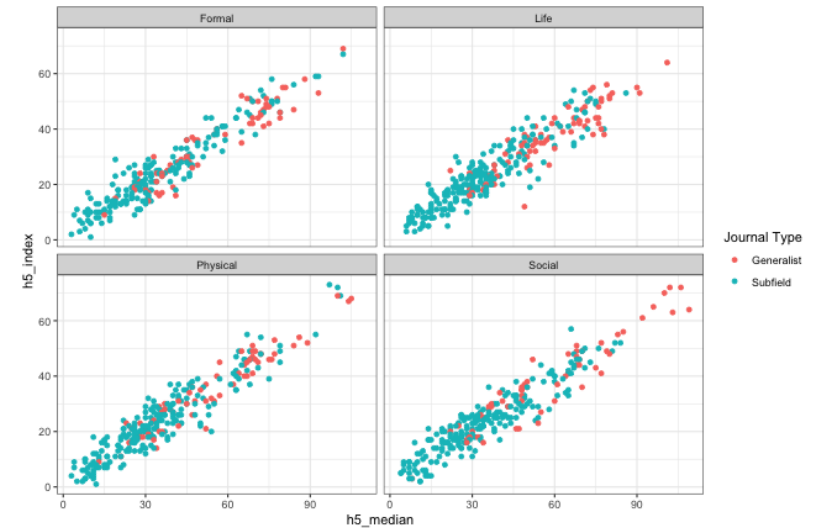 Formal
Life
60
40
20
0
Physical
Social
60
40
20
0
0
30
60
90
0
30
60
90
h5_median
h5_index
Journal Type
Generalist
Subfield